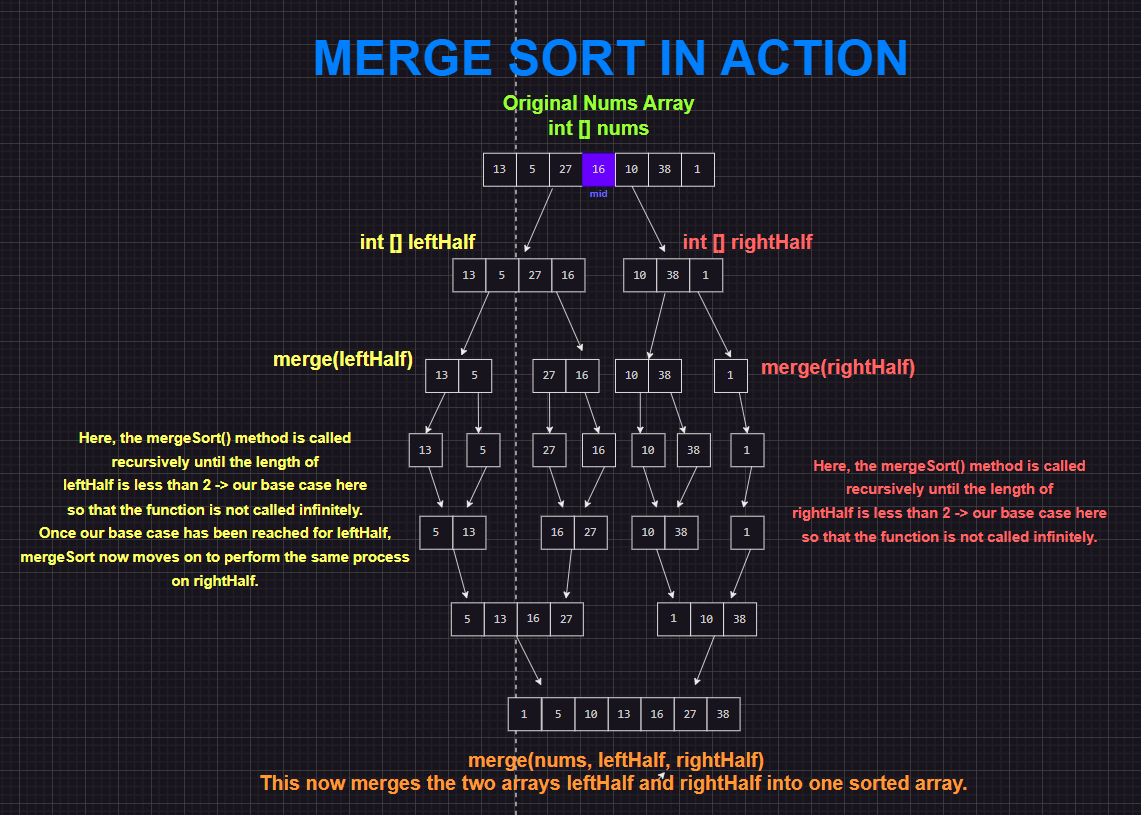 MERGE SORT IN ACTION
Original Nums Array
int [] nums
13 5 27 16 10 38 1
mid
int [] leftHalf
int [] rightHalf
13 5 27 16
10 38 1
merge(leftHalf)
13 5
27 16
10 38
1
merge(rightHalf)
13
5
27
16
10
38
1
Here, the mergeSort() method is called
recursively until the length of
leftHalf is less than 2 -> our base case here
so that the function is not called infinitely.
Once our base case has been reached for leftHalf,
mergeSort now moves on to perform the same process
on rightHalf.
Here, the mergeSort() method is called
recursively until the length of
rightHalf is less than 2 -> our base case here
so that the function is not called infinitely.
5 13
16 27
10 38
1
5 13 16 27
1 10 38
1 5 10 13 16 27 38
merge(nums, leftHalf, rightHalf)
This now merges the two arrays leftHalf and rightHalf into one sorted array.